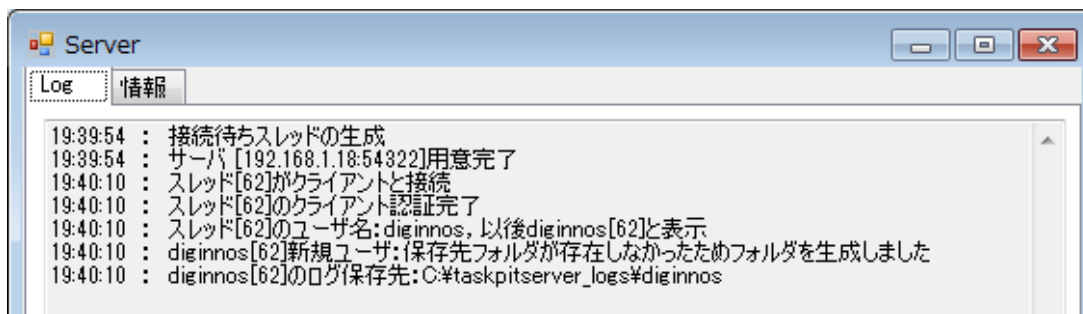 Server
Log 情報
19:39:54 : 接続待ちスレッドの生成
19:39:54 : サーバ [192.168.1.18:54322]用意完了
19:40:10 : スレッド[62]がクライアントと接続
19:40:10 : スレッド[62]のクライアント認証完了
19:40:10 : スレッド[62]のユーザ名:diginnos, 以後diginnos[62]と表示
19:40:10 : diginnos[62]新規ユーザ:保存先フォルダが存在しなかったためフォルダを生成しました
19:40:10 : diginnos[62]のログ保存先:C:¥taskpitserver_logs¥diginnos